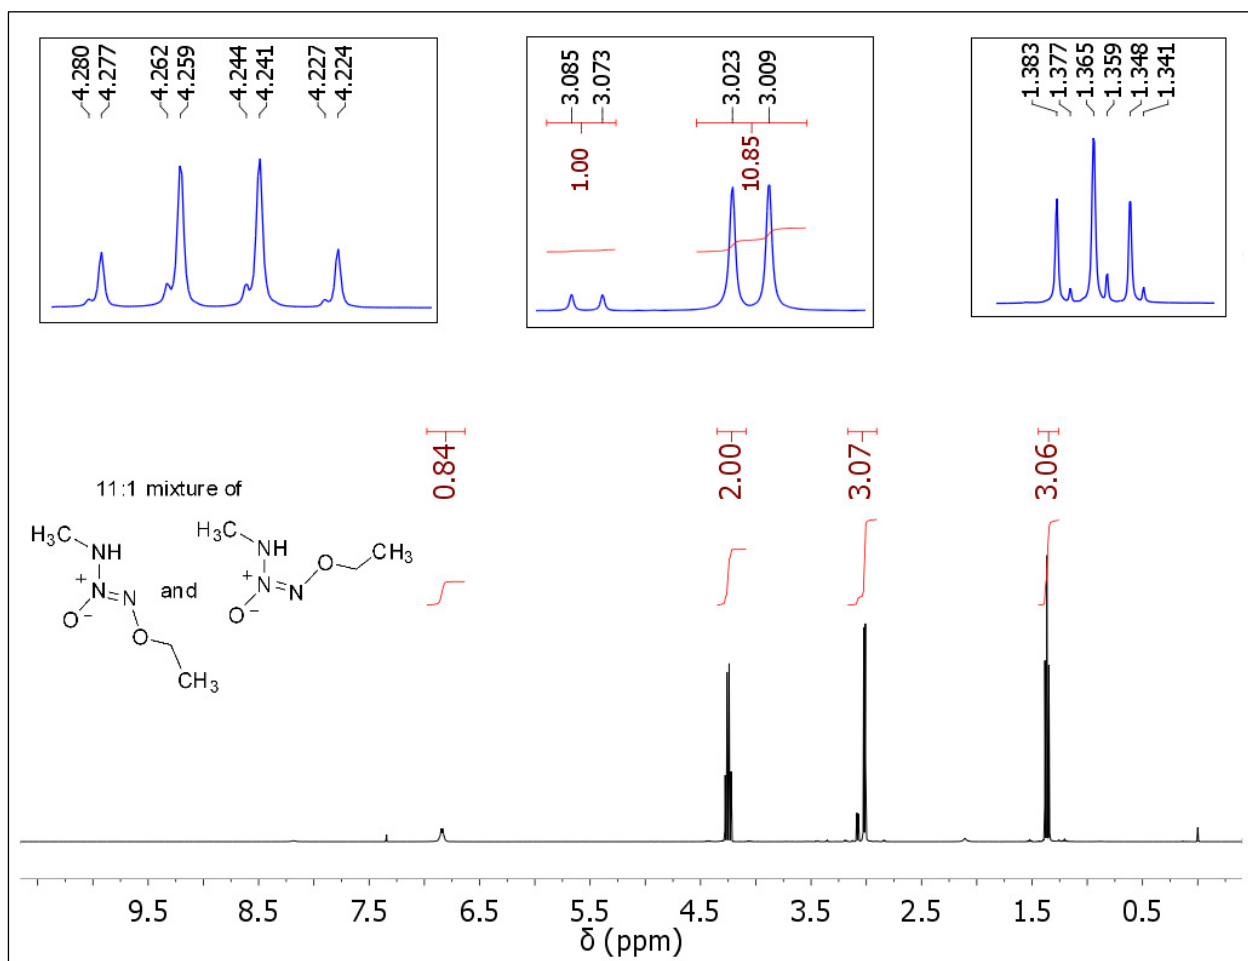 4.280
4.277
4.262
4.259
4.244
4.241
4.227
4.224
3.085
3.073
3.023
3.009
1.00
10.85
1.383
1.377
1.365
1.359
1.348
1.341
0.84
2.00
3.07
3.06
11:1 mixture of
H₃C
NH
N⁺=N
O⁻
O
CH₃
and
H₃C
NH
N⁺=N
O⁻
O
CH₃
9.5 8.5 7.5 6.5 5.5 4.5 3.5 2.5 1.5 0.5
δ (ppm)